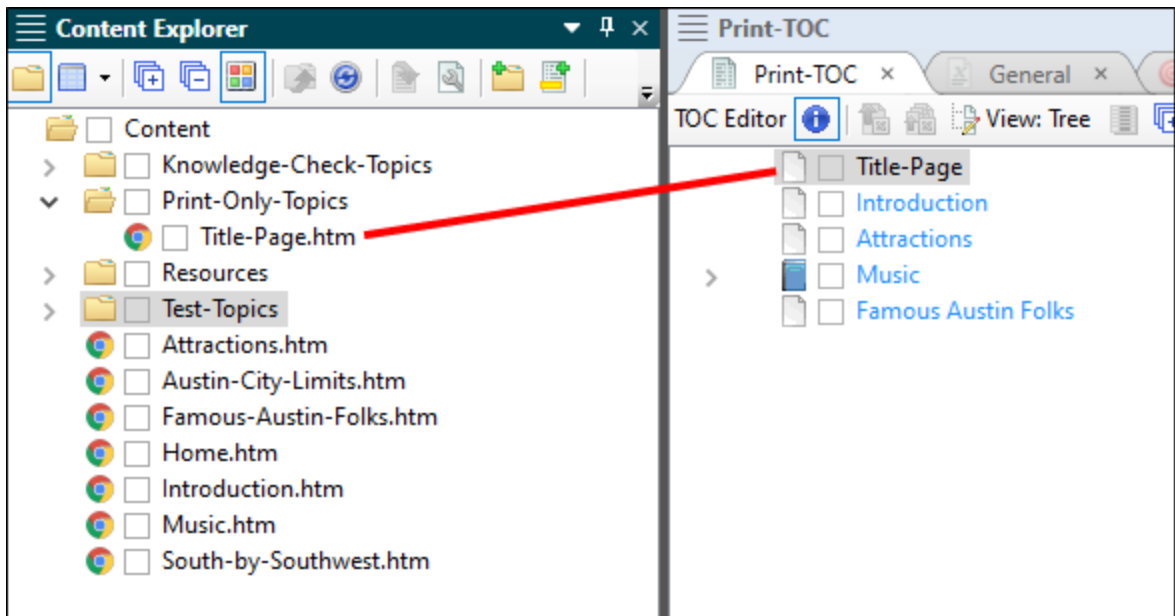 Content Explorer
Content
Knowledge-Check-Topics
Print-Only-Topics
Title-Page.htm
Resources
Test-Topics
Attractions.htm
Austin-City-Limits.htm
Famous-Austin-Folks.htm
Home.htm
Introduction.htm
Music.htm
South-by-Southwest.htm
Print-TOC
Print-TOC
General
TOC Editor
View: Tree
Title-Page
Introduction
Attractions
Music
Famous Austin Folks